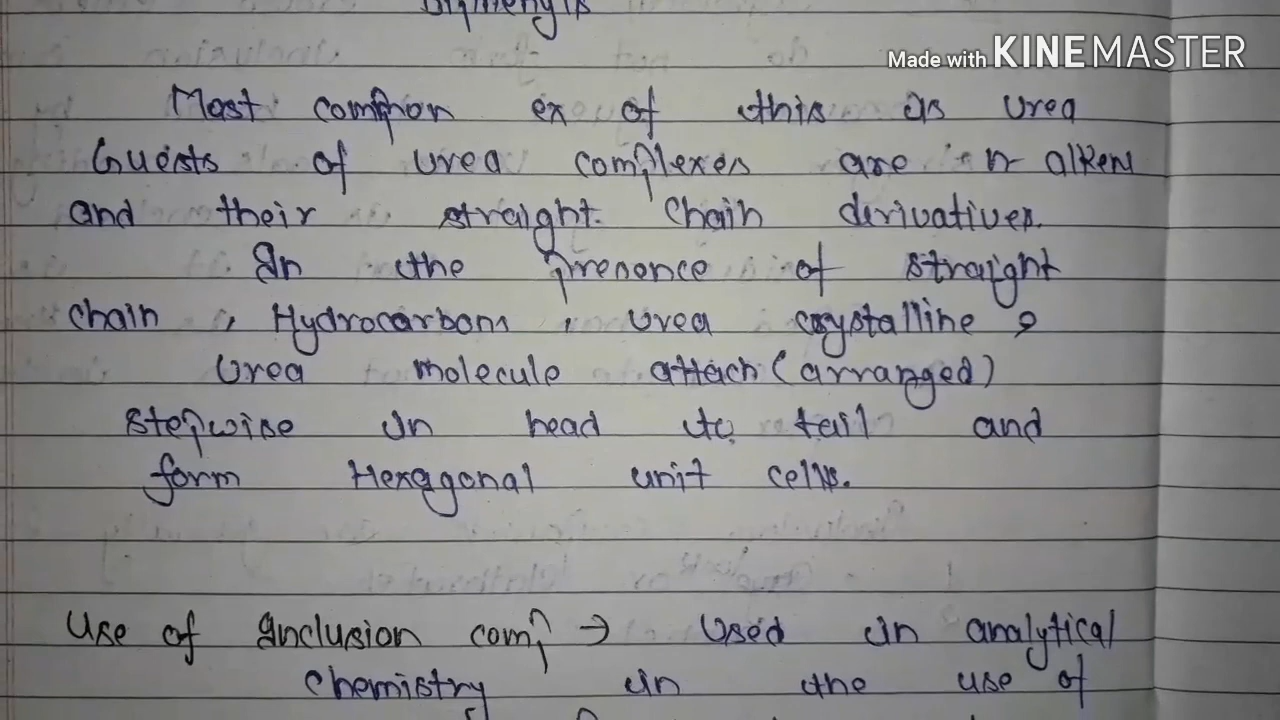 Made with KINEMASTER
Most common ex of this is urea
Guests of urea complexes are n-alkens
and their straight chain derivatives.
In the presence of straight
chain, Hydrocarbons, urea crystalline,
Urea molecule attach (arranged)
stepwise in head to tail and
form Hexagonal unit cells.
Use of Inclusion comp → Used in analytical
chemistry in the use of